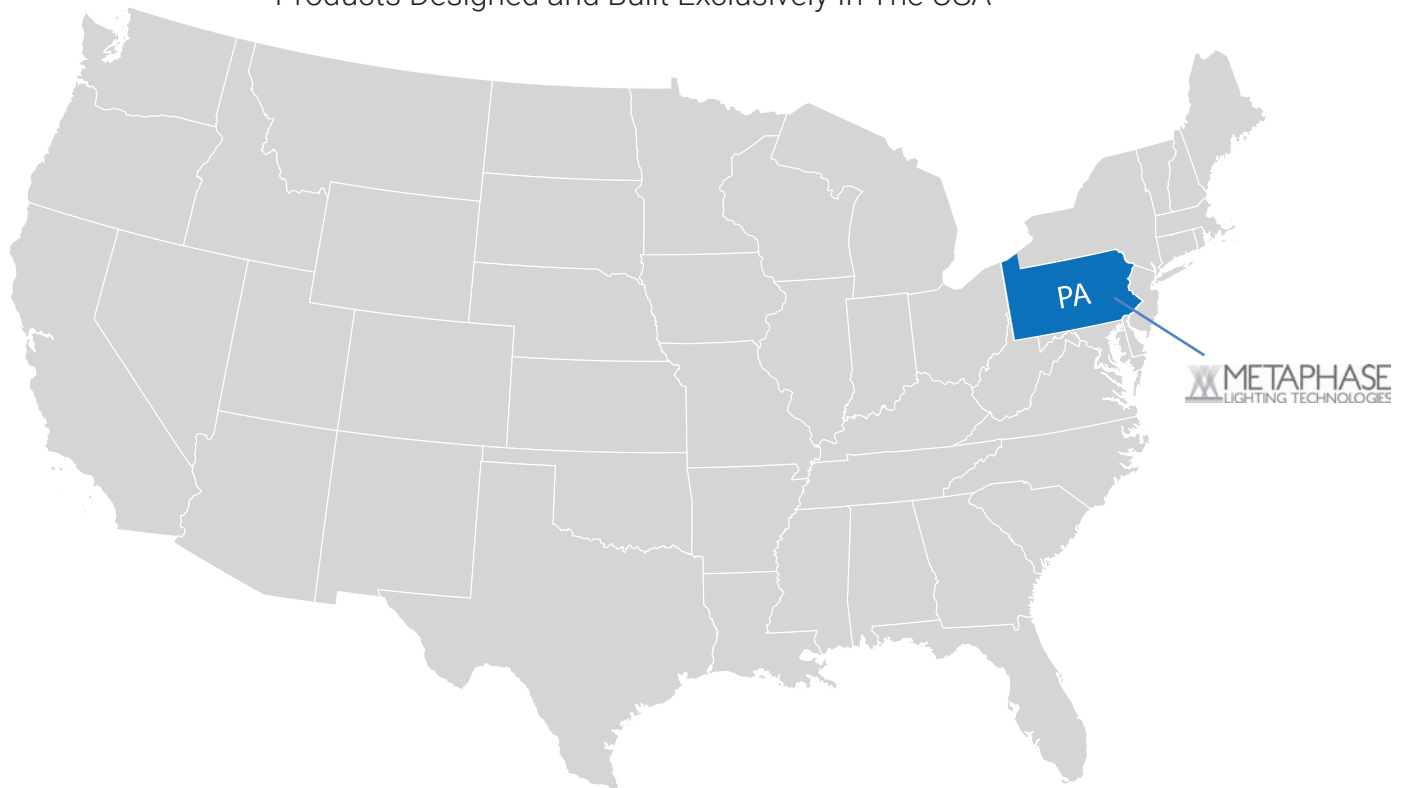 Products Designed and Built Exclusively In The USA
PA
METAPHASE
LIGHTING TECHNOLOGIES